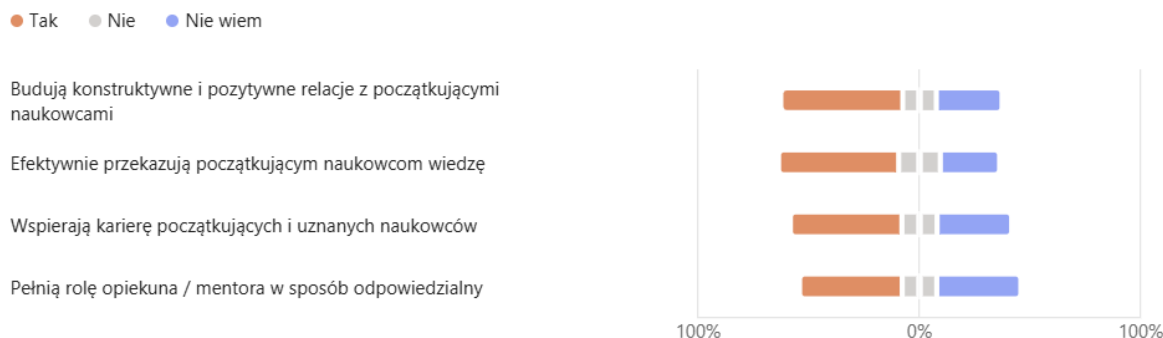 Tak Nie Nie wiem
Budują konstruktywne i pozytywne relacje z początkującymi
naukowcami
Efektywnie przekazują początkującym naukowcom wiedzę
Wspierają karierę początkujących i uznanych naukowców
Pełnią rolę opiekuna / mentora w sposób odpowiedzialny
100% 0% 100%